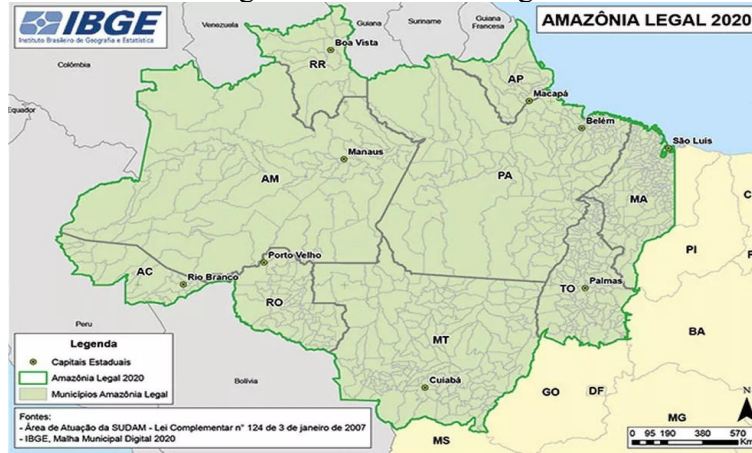 IBGE
Instituto Brasileiro de Geografia e Estatística
AMAZÔNIA LEGAL 2020
Venezuela
Guiana
Suriname
Guiana
Francesa
Colômbia
Boa Vista
RR
AP
Macapá
Equador
Belém
São Luís
Manaus
AM
PA
MA
C
PI
P
Porto Velho
AC
Rio Branco
TO
Palmas
RO
Peru
MT
BA
Legenda
Capitais Estaduais
Amazônia Legal 2020
Municípios Amazônia Legal
Bolívia
Cuiabá
GO
DF
N
Fontes:
- Área de Atuação da SUDAM - Lei Complementar n° 124 de 3 de janeiro de 2007
- IBGE, Malha Municipal Digital 2020
MS
MG
0 95 190 380 570
Km